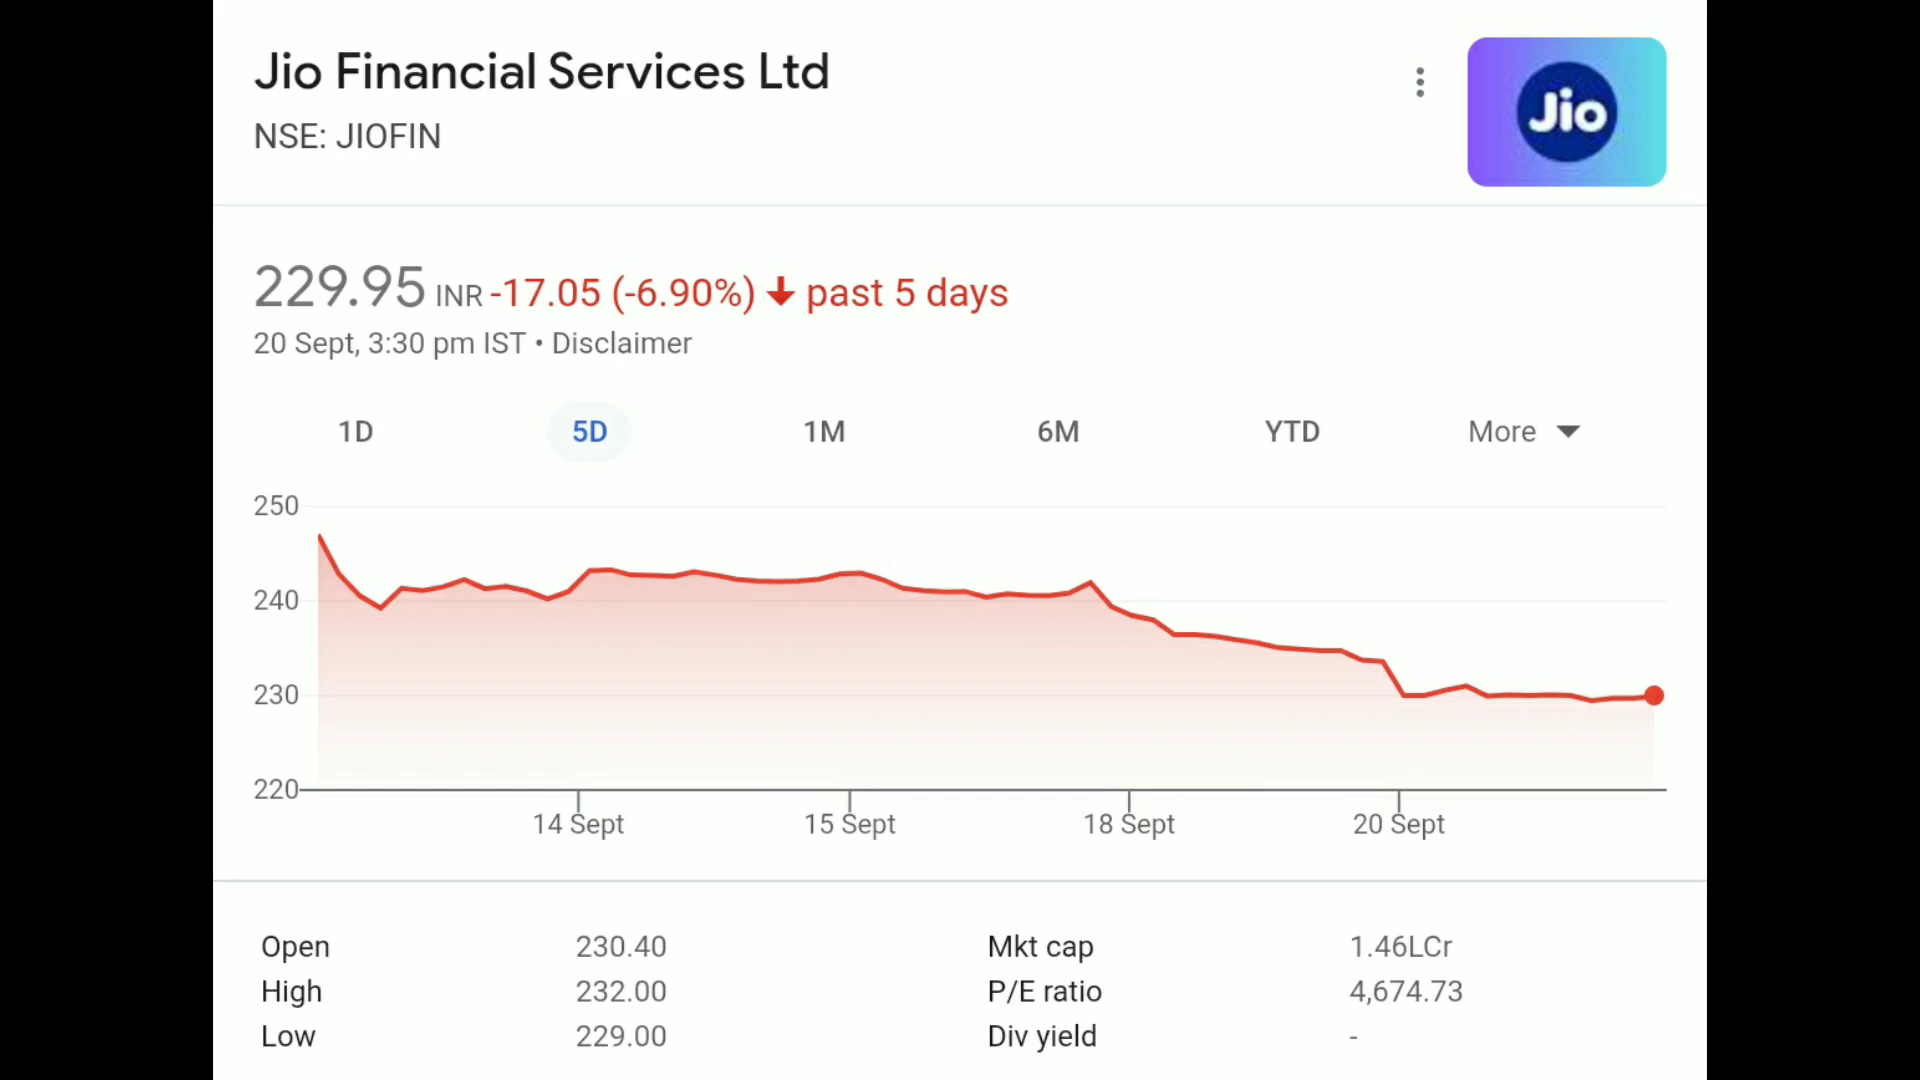 Jio Financial Services Ltd
NSE: JIOFIN
Jio
229.95 INR -17.05 (-6.90%) ↓ past 5 days
20 Sept, 3:30 pm IST • Disclaimer
1D 5D 1M 6M YTD More
250
240
230
220
14 Sept 15 Sept 18 Sept 20 Sept
Open 230.40 Mkt cap 1.46LCr
High 232.00 P/E ratio 4,674.73
Low 229.00 Div yield -